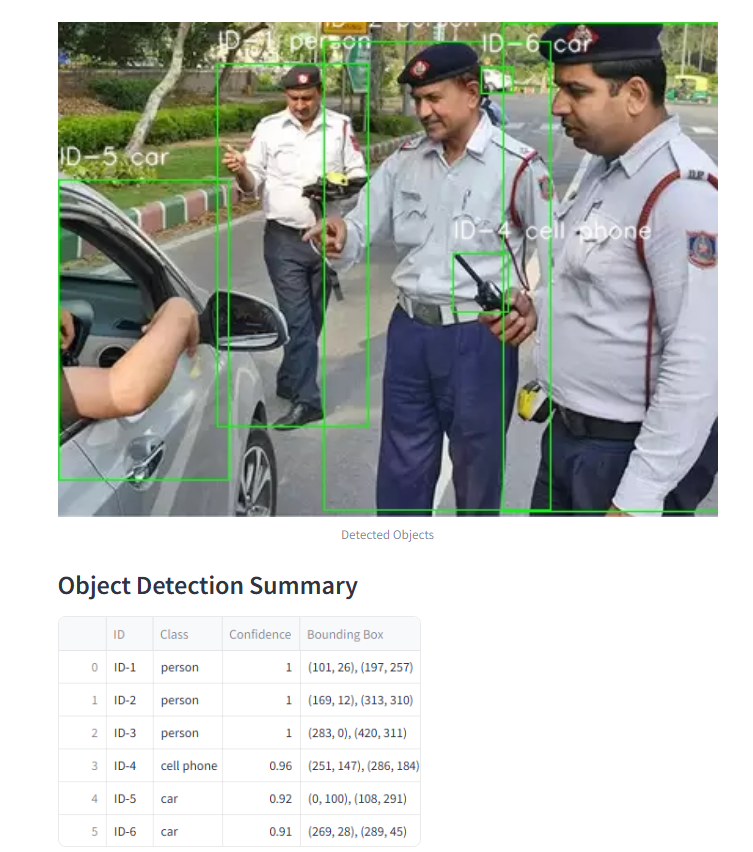 ID-2 person
ID-1 person
ID-6 car
ID-5 car
D.P.
ID-4 cell phone
Detected Objects
Object Detection Summary
ID Class Confidence Bounding Box
0 ID-1 person 1 (101, 26), (197, 257)
1 ID-2 person 1 (169, 12), (313, 310)
2 ID-3 person 1 (283, 0), (420, 311)
3 ID-4 cell phone 0.96 (251, 147), (286, 184)
4 ID-5 car 0.92 (0, 100), (108, 291)
5 ID-6 car 0.91 (269, 28), (289, 45)